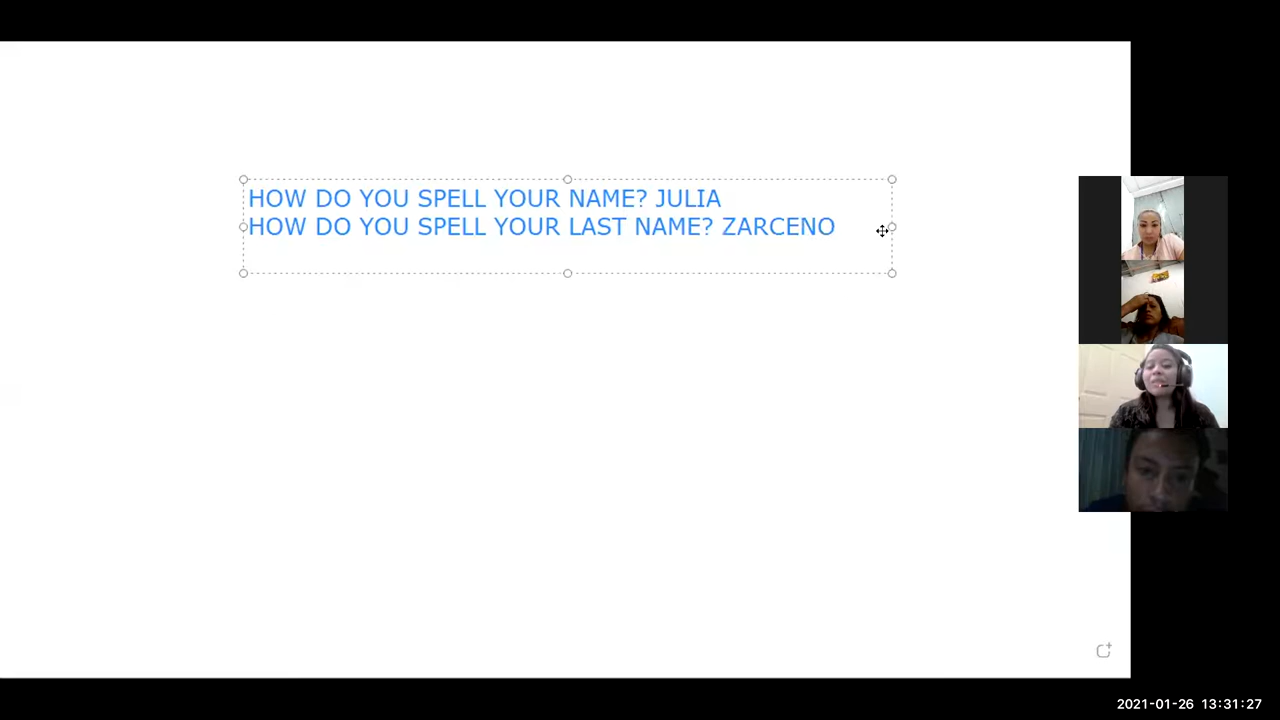 HOW DO YOU SPELL YOUR NAME? JULIA
HOW DO YOU SPELL YOUR LAST NAME? ZARCENO
2021-01-26 13:31:27